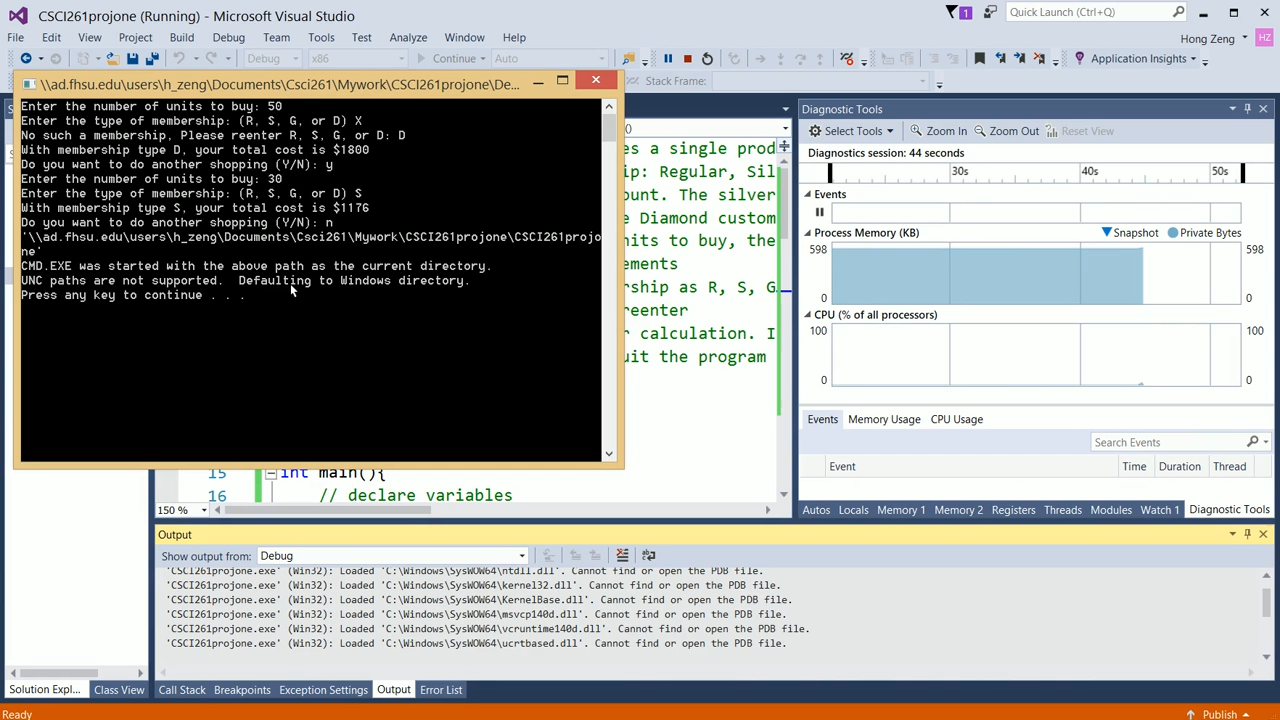 CSCI261projone (Running) - Microsoft Visual Studio
1
Quick Launch (Ctrl+Q)
File Edit View Project Build Debug Team Tools Test Analyze Window Help
Hong Zeng HZ
Debug x86 Continue Auto Application Insights
\\ad.fhsu.edu\users\h_zeng\Documents\Csci261\Mywork\CSCI261projone\De...
Stack Frame:
Enter the number of units to buy: 50
Enter the type of membership: (R, S, G, or D) X
No such a membership, Please reenter R, S, G, or D: D
With membership type D, your total cost is $1800
Do you want to do another shopping (Y/N): y
Enter the number of units to buy: 30
Enter the type of membership: (R, S, G, or D) S
With membership type S, your total cost is $1176
Do you want to do another shopping (Y/N): n
'\\ad.fhsu.edu\users\h_zeng\Documents\Csci261\Mywork\CSCI261projone\CSCI261projo
ne'
CMD.EXE was started with the above path as the current directory.
UNC paths are not supported.  Defaulting to Windows directory.
Press any key to continue . . .
()
es a single prod
ip: Regular, Sil
ount. The silver
e Diamond custom
nits to buy, the
ements
rship as R, S, G
reenter
r calculation. I
uit the program
15 int main(){
16 // declare variables
150 %
Diagnostic Tools
Select Tools Zoom In Zoom Out Reset View
Diagnostics session: 44 seconds
30s 40s 50s
Events
Process Memory (KB) Snapshot Private Bytes
598 598
0 0
CPU (% of all processors)
100 100
0 0
Events Memory Usage CPU Usage
Search Events
Event Time Duration Thread
Autos Locals Memory 1 Memory 2 Registers Threads Modules Watch 1 Diagnostic Tools
Output
Show output from: Debug
'CSCI261projone.exe' (Win32): Loaded 'C:\Windows\SysWOW64\ntdll.dll'. Cannot find or open the PDB file.
'CSCI261projone.exe' (Win32): Loaded 'C:\Windows\SysWOW64\kernel32.dll'. Cannot find or open the PDB file.
'CSCI261projone.exe' (Win32): Loaded 'C:\Windows\SysWOW64\KernelBase.dll'. Cannot find or open the PDB file.
'CSCI261projone.exe' (Win32): Loaded 'C:\Windows\SysWOW64\msvcp140d.dll'. Cannot find or open the PDB file.
'CSCI261projone.exe' (Win32): Loaded 'C:\Windows\SysWOW64\vcruntime140d.dll'. Cannot find or open the PDB file.
'CSCI261projone.exe' (Win32): Loaded 'C:\Windows\SysWOW64\ucrtbased.dll'. Cannot find or open the PDB file.
Solution Expl... Class View Call Stack Breakpoints Exception Settings Output Error List
Ready Publish